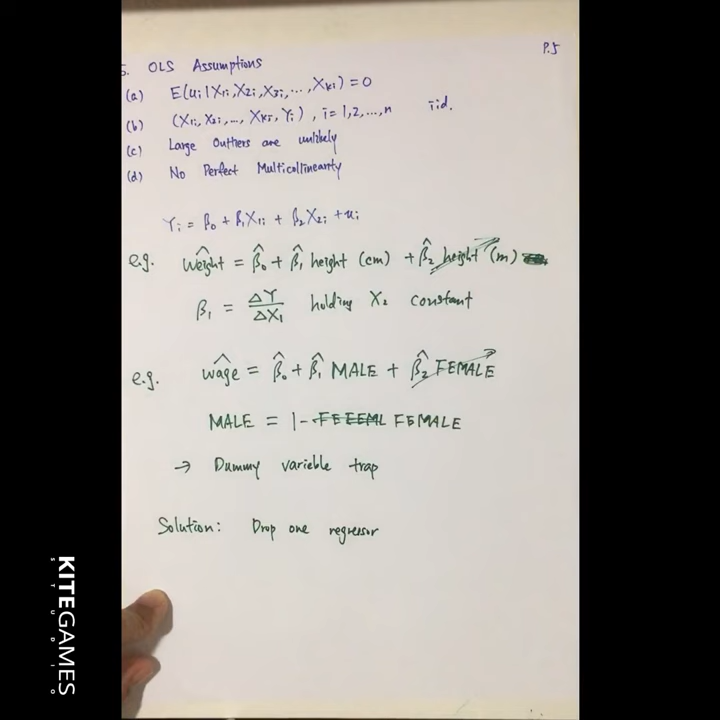 P.5
5. OLS Assumptions
(a) E(uᵢ|X₁ᵢ,X₂ᵢ,X₃ᵢ,...,Xₖᵢ)=0
(b) (X₁ᵢ,X₂ᵢ,...,Xₖᵢ,Yᵢ), i=1,2,...,n iid.
(c) Large Outliers are unlikely
(d) No Perfect Multicollinearity
Yᵢ = β₀ + β₁X₁ᵢ + β₂X₂ᵢ + uᵢ
e.g. Weight̂ = β̂₀ + β̂₁ height (cm) + β̂₂ height (m)
β₁ = ΔY/ΔX₁ holding X₂ constant
e.g. wagê = β̂₀ + β̂₁ MALE + β̂₂ FEMALE
MALE = 1 - FEMALE
→ Dummy varieble trap
Solution: Drop one regressor
KITEGAMES
STUDIO